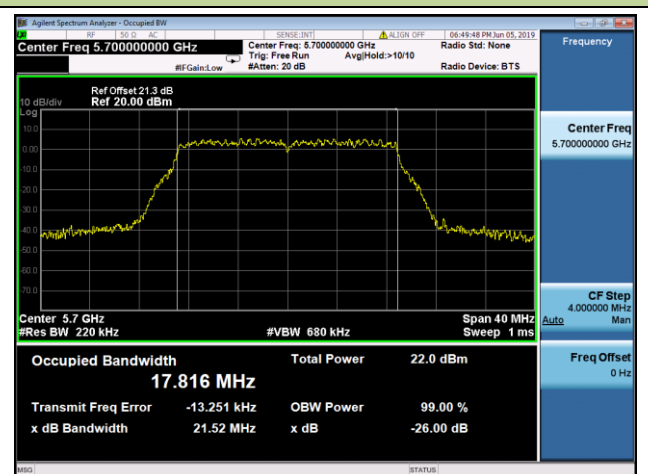 Agilent Spectrum Analyzer - Occupied BW
RF 50 Ω AC SENSE:INT ALIGN OFF 06:49:48 PM Jun 05, 2019
Center Freq 5.700000000 GHz Center Freq: 5.700000000 GHz Radio Std: None Frequency
Trig: Free Run Avg|Hold:>10/10
#IFGain:Low #Atten: 20 dB Radio Device: BTS
Ref Offset 21.3 dB
10 dB/div Ref 20.00 dBm
Log
10.0
0.00
-10.0
-20.0
-30.0
-40.0
-50.0
-60.0
-70.0
Center 5.7 GHz Span 40 MHz
#Res BW 220 kHz #VBW 680 kHz Sweep 1 ms
Occupied Bandwidth Total Power 22.0 dBm
17.816 MHz
Transmit Freq Error -13.251 kHz OBW Power 99.00 %
x dB Bandwidth 21.52 MHz x dB -26.00 dB
MSG STATUS
Center Freq
5.700000000 GHz
CF Step
4.000000 MHz
Auto Man
Freq Offset
0 Hz